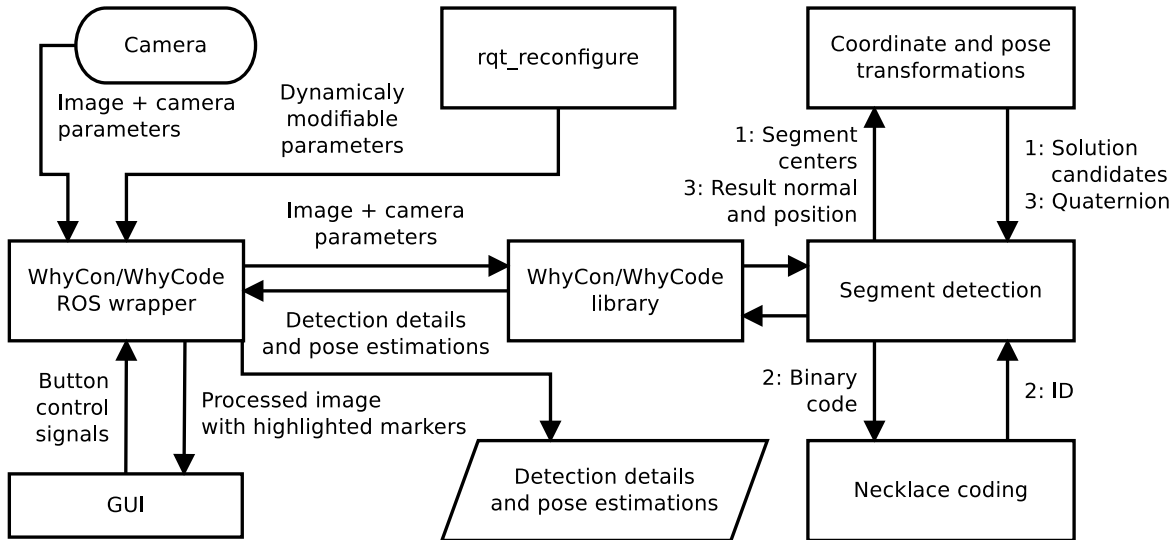 Camera
rqt_reconfigure
Coordinate and pose
transformations
Image + camera
parameters
Dynamicaly
modifiable
parameters
1: Segment
centers
3: Result normal
and position
1: Solution
candidates
3: Quaternion
Image + camera
parameters
WhyCon/WhyCode
ROS wrapper
WhyCon/WhyCode
library
Segment detection
Detection details
and pose estimations
Button
control
signals
Processed image
with highlighted markers
2: Binary
code
2: ID
GUI
Detection details
and pose estimations
Necklace coding